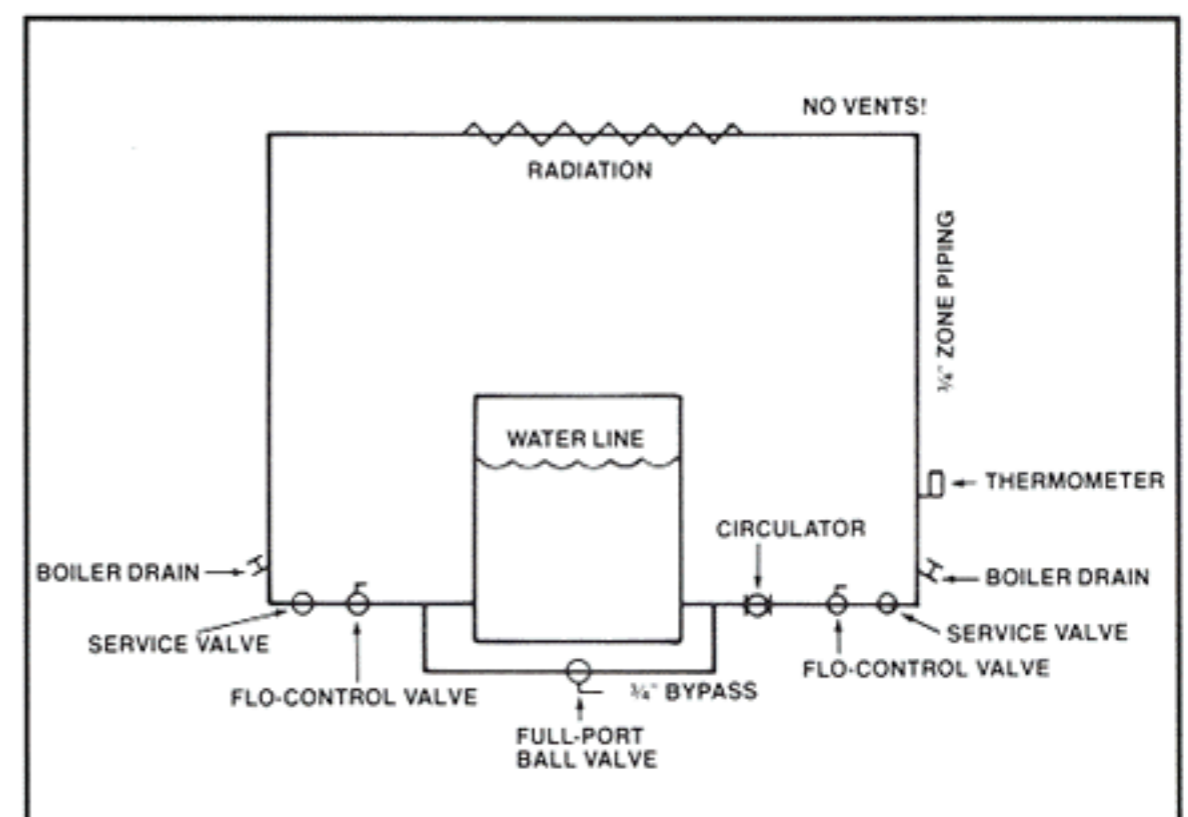 NO VENTS!
RADIATION
¾" ZONE PIPING
WATER LINE
THERMOMETER
CIRCULATOR
BOILER DRAIN
BOILER DRAIN
SERVICE VALVE
SERVICE VALVE
FLO-CONTROL VALVE
FLO-CONTROL VALVE
¾" BYPASS
FULL-PORT
BALL VALVE